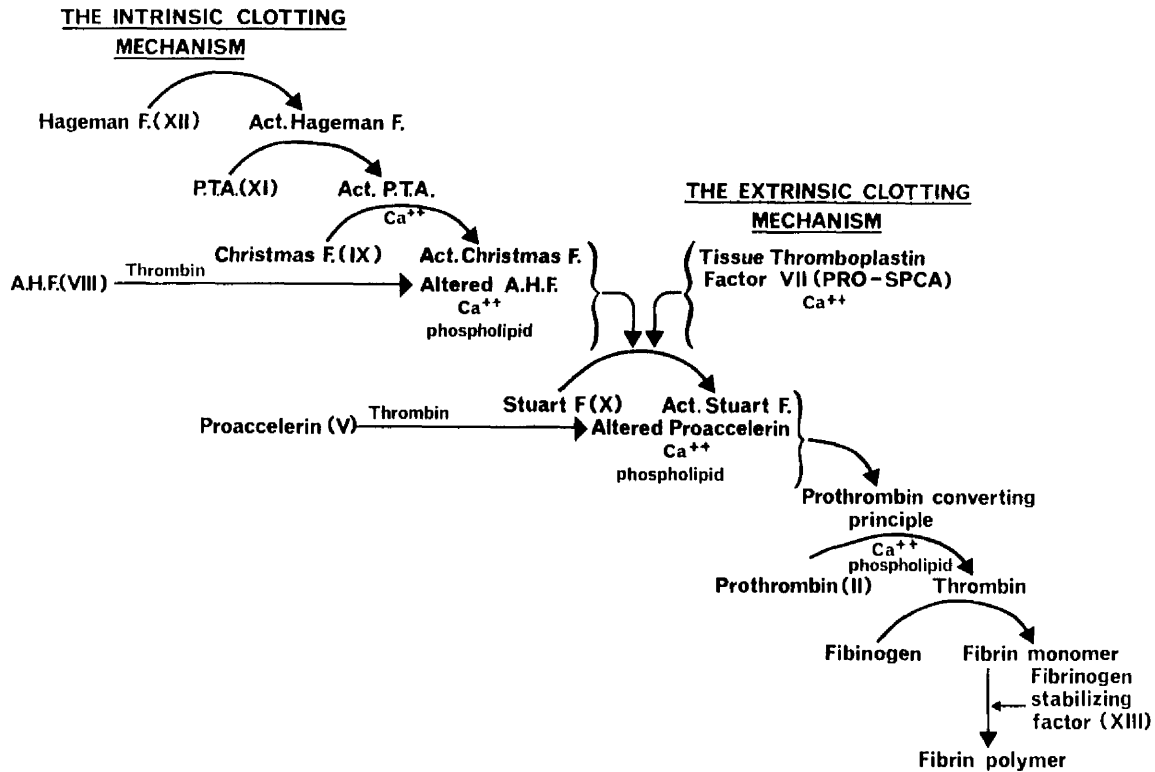 THE INTRINSIC CLOTTING
MECHANISM
Hageman F.(XII)
Act.Hageman F.
P.T.A.(XI)
Act. P.T.A.
Ca++
THE EXTRINSIC CLOTTING
MECHANISM
Christmas F.(IX)
Act.Christmas F.
A.H.F.(VIII)
Thrombin
Altered A.H.F.
Ca++
phospholipid
Tissue Thromboplastin
Factor VII (PRO-SPCA)
Ca++
Stuart F (X)
Act. Stuart F.
Proaccelerin (V)
Thrombin
Altered Proaccelerin
Ca++
phospholipid
Prothrombin converting
principle
Ca++
phospholipid
Prothrombin (II)
Thrombin
Fibinogen
Fibrin monomer
Fibrinogen
stabilizing
factor (XIII)
Fibrin polymer